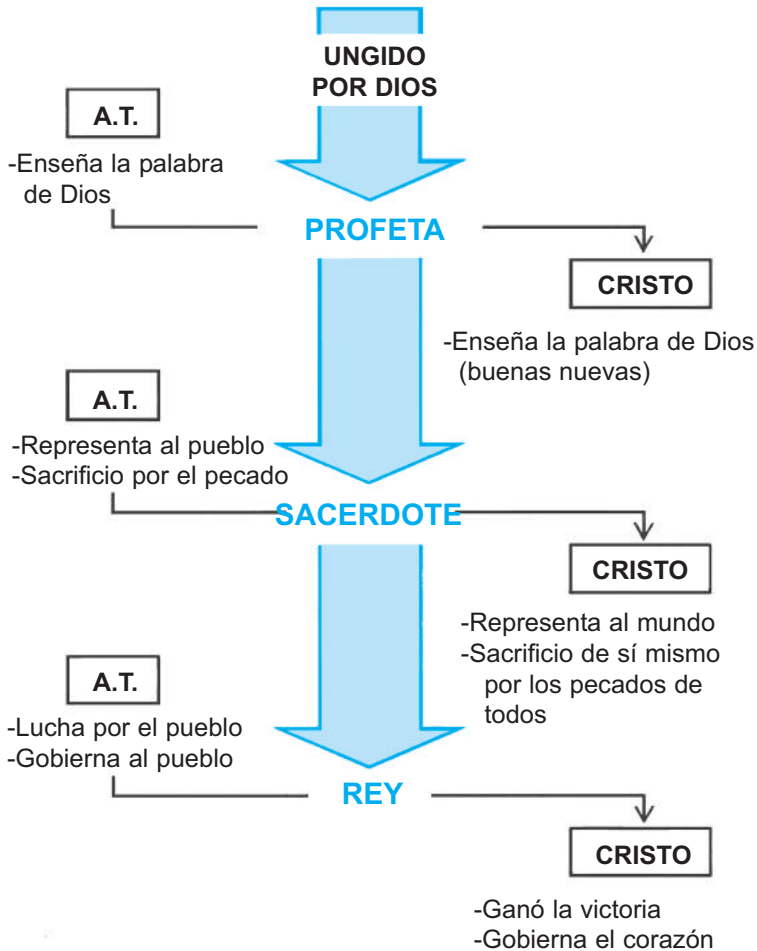 UNGIDO
POR DIOS
A.T.
-Enseña la palabra
de Dios
PROFETA
CRISTO
-Enseña la palabra de Dios
(buenas nuevas)
A.T.
-Representa al pueblo
-Sacrificio por el pecado
SACERDOTE
CRISTO
-Representa al mundo
-Sacrificio de sí mismo
por los pecados de
todos
A.T.
-Lucha por el pueblo
-Gobierna al pueblo
REY
CRISTO
-Ganó la victoria
-Gobierna el corazón